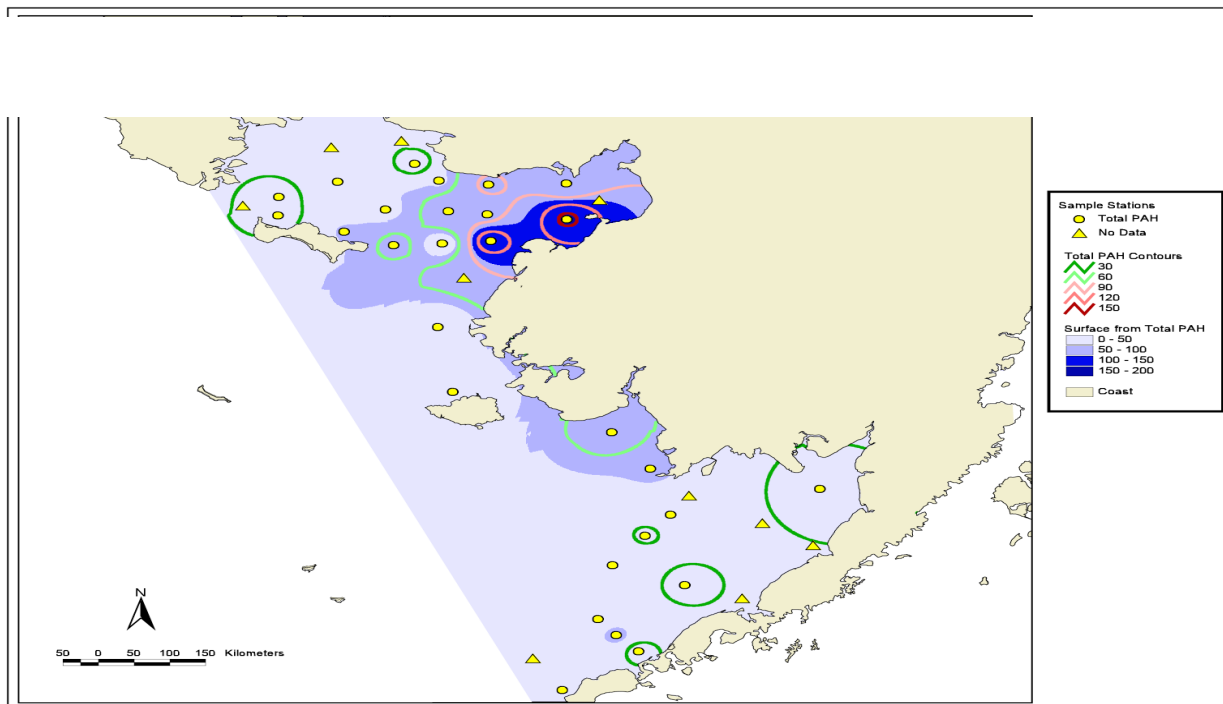 Sample Stations
Total PAH
No Data
Total PAH Contours
30
60
90
120
150
Surface from Total PAH
0 - 50
50 - 100
100 - 150
150 - 200
Coast
N
50 0 50 100 150 Kilometers